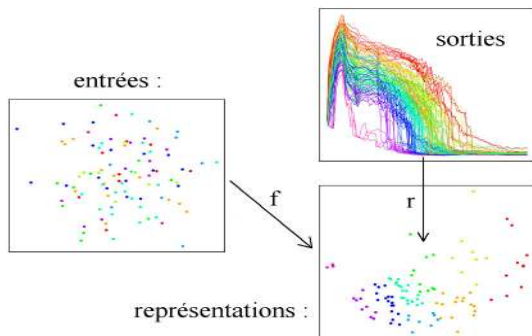 sorties
entrées :
f
r
représentations :